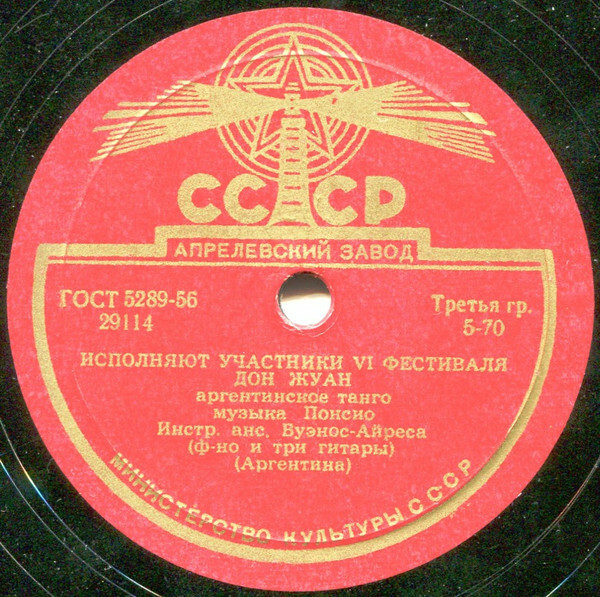 СССР
АПРЕЛЕВСКИЙ ЗАВОД
ГОСТ 5289-56
29114
Третья гр.
5-70
ИСПОЛНЯЮТ УЧАСТНИКИ VI ФЕСТИВАЛЯ
ДОН ЖУАН
аргентинское танго
музыка Понсио
Инстр. анс. Вуэнос-Айреса
(ф-но и три гитары)
(Аргентина)
МИНИСТЕРСТВО КУЛЬТУРЫ СССР